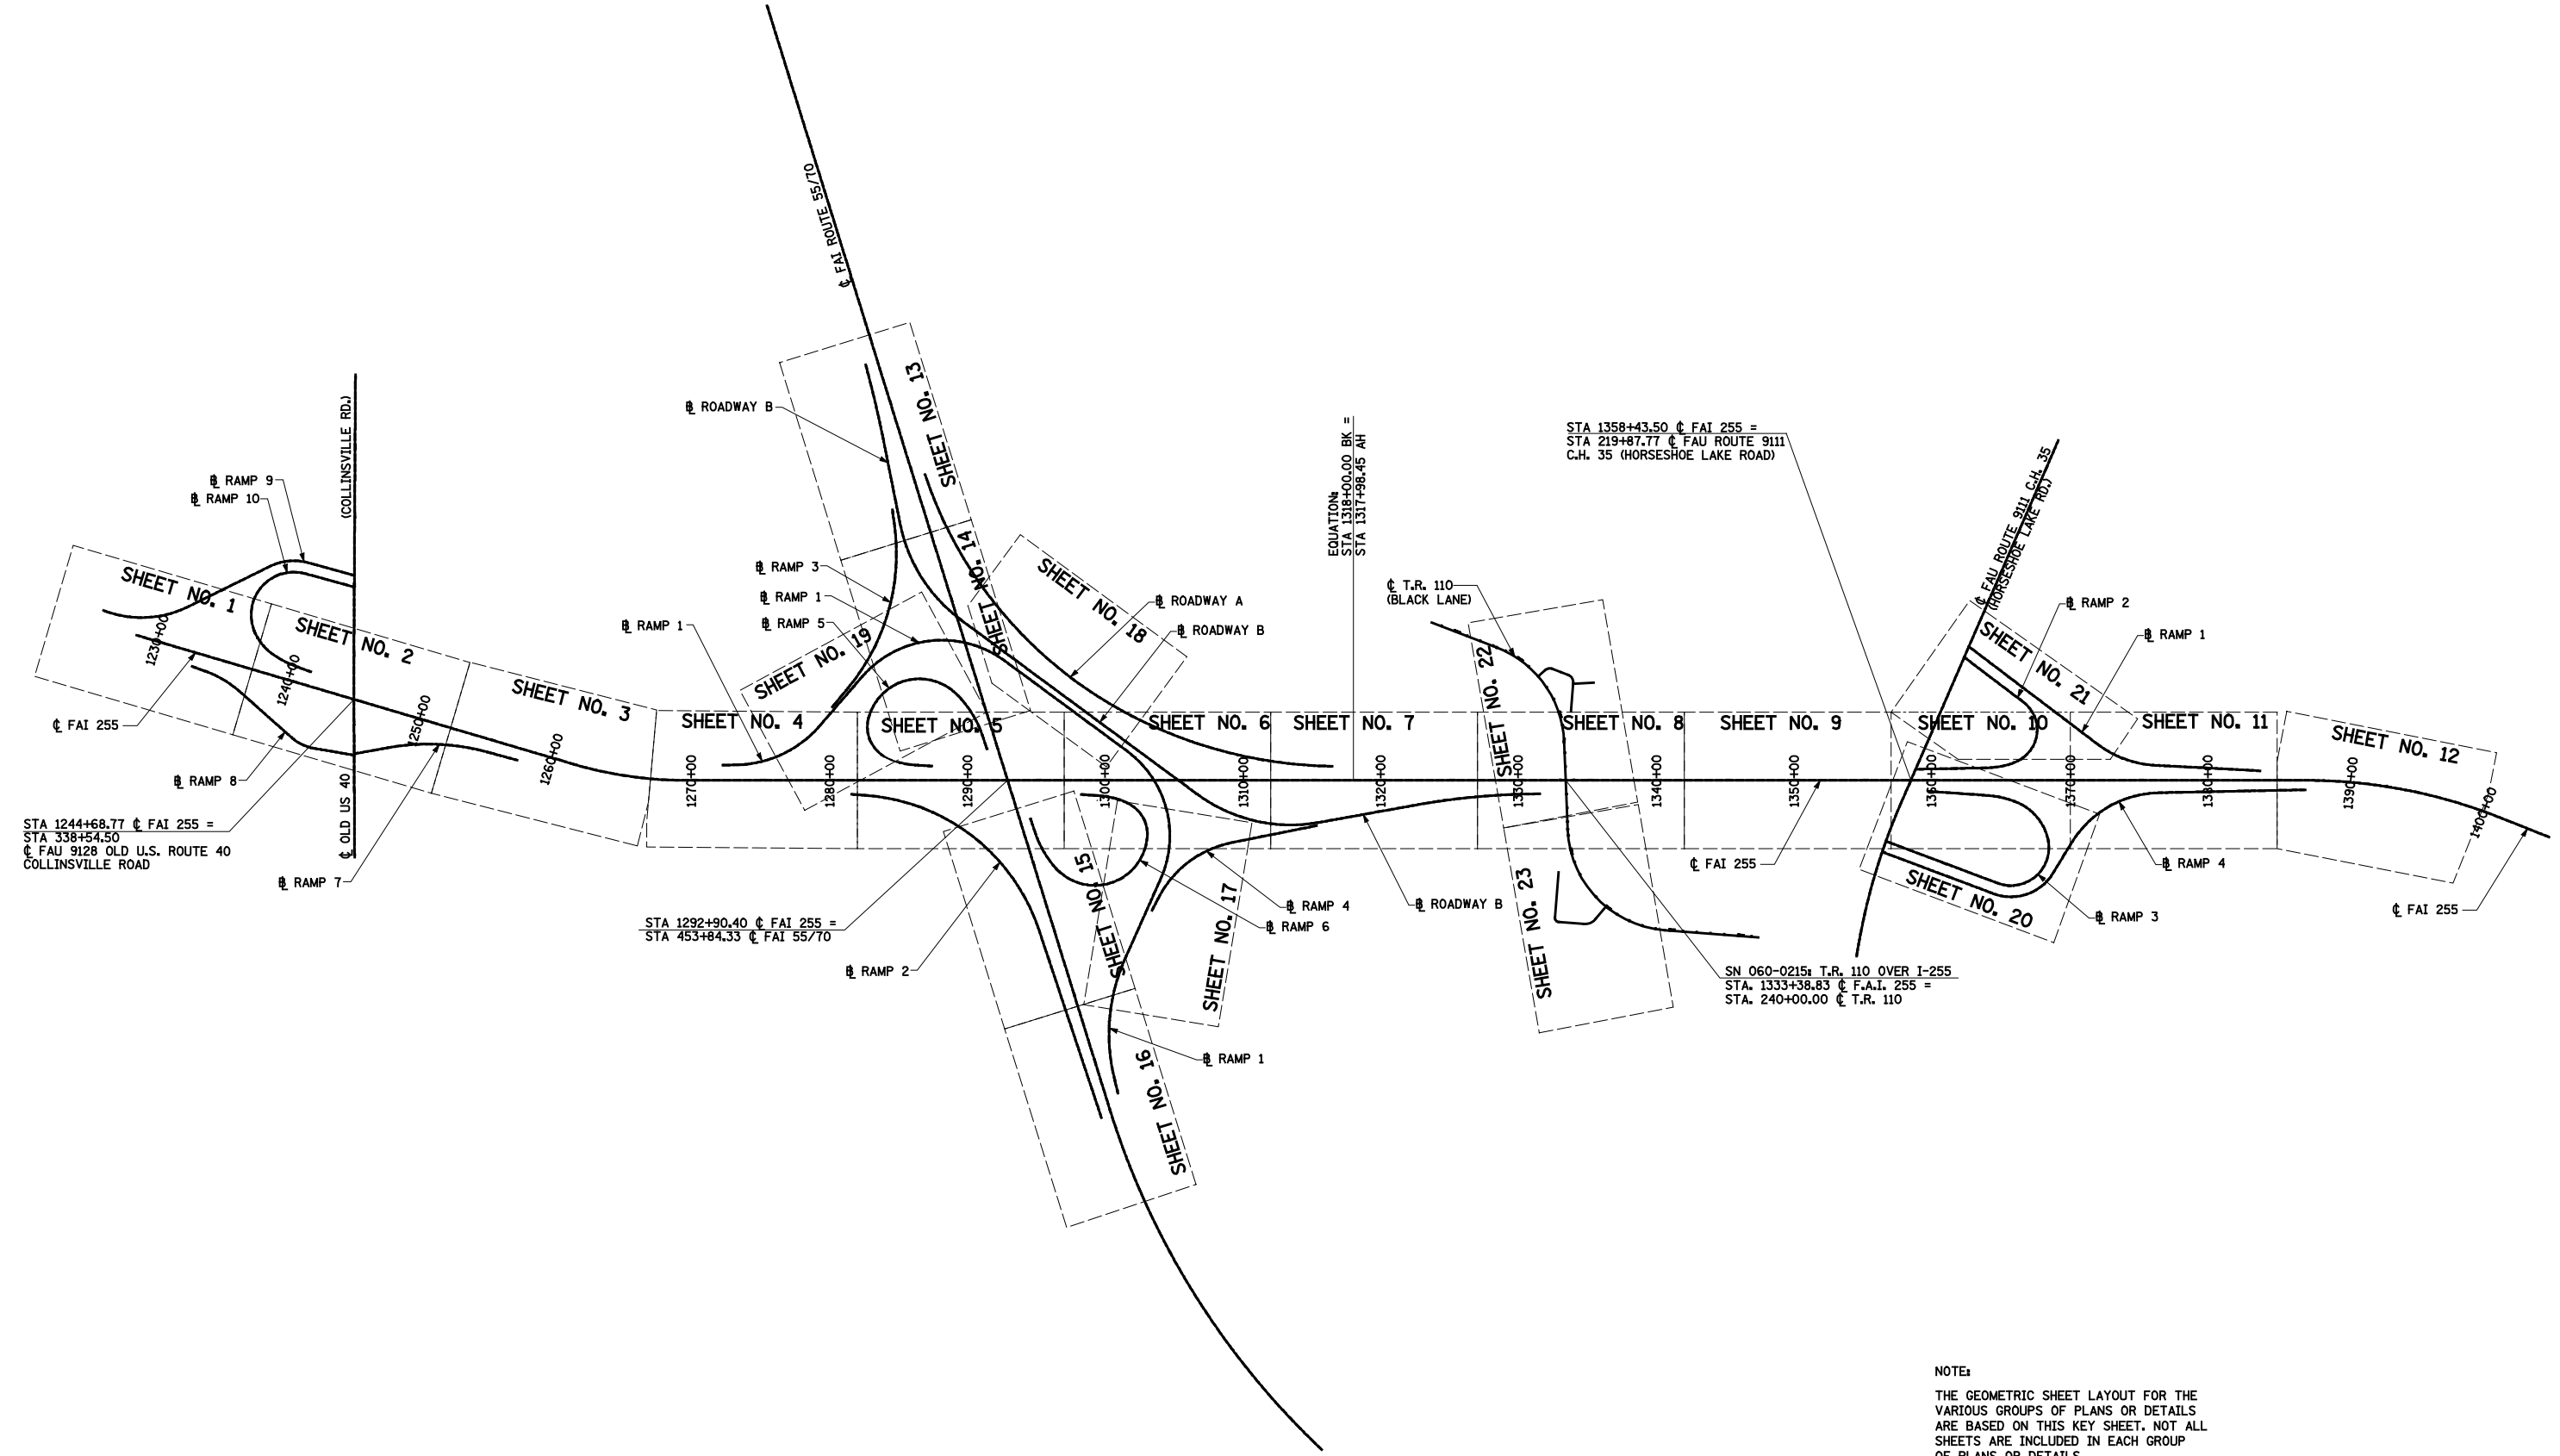 ℄ FAI ROUTE 55/70
SHEET NO. 13
℄ ROADWAY B
(COLLINSVILLE RD.)
℄ OLD US 40
℄ RAMP 9
℄ RAMP 10
SHEET NO. 1
SHEET NO. 2
SHEET NO. 3
1230+00
1240+00
1250+00
1260+00
℄ FAI 255
℄ RAMP 8
STA 1244+68.77 ℄ FAI 255 =
STA 338+54.50
℄ FAU 9128 OLD U.S. ROUTE 40
COLLINSVILLE ROAD
℄ RAMP 7
℄ RAMP 3
℄ RAMP 1
℄ RAMP 5
℄ RAMP 1
SHEET NO. 19
SHEET NO. 14
SHEET NO. 14
SHEET NO. 18
℄ ROADWAY A
℄ ROADWAY B
SHEET NO. 4
SHEET NO. 5
SHEET NO. 6
SHEET NO. 7
SHEET NO. 8
SHEET NO. 9
SHEET NO. 10
SHEET NO. 11
SHEET NO. 12
1270+00
1280+00
1290+00
1300+00
1310+00
1320+00
1330+00
1340+00
1350+00
1360+00
1370+00
1380+00
1390+00
1400+00
EQUATION:
STA 1318+00.00 BK =
STA 1317+98.45 AH
℄ T.R. 110
(BLACK LANE)
SHEET NO. 22
SHEET NO. 23
STA 1358+43.50 ℄ FAI 255 =
STA 219+87.77 ℄ FAU ROUTE 9111
C.H. 35 (HORSESHOE LAKE ROAD)
℄ FAU ROUTE 9111 C.H. 35
(HORSESHOE LAKE RD.)
SHEET NO. 21
℄ RAMP 2
℄ RAMP 1
℄ FAI 255
℄ RAMP 4
SHEET NO. 20
℄ RAMP 3
℄ FAI 255
STA 1292+90.40 ℄ FAI 255 =
STA 453+84.33 ℄ FAI 55/70
℄ RAMP 2
SHEET NO. 15
SHEET NO. 15
SHEET NO. 17
℄ RAMP 4
℄ RAMP 6
℄ ROADWAY B
℄ RAMP 1
SHEET NO. 16
SN 060-0215: T.R. 110 OVER I-255
STA. 1333+38.83 ℄ F.A.I. 255 =
STA. 240+00.00 ℄ T.R. 110
NOTE:
THE GEOMETRIC SHEET LAYOUT FOR THE
VARIOUS GROUPS OF PLANS OR DETAILS
ARE BASED ON THIS KEY SHEET. NOT ALL
SHEETS ARE INCLUDED IN EACH GROUP
OF PLANS OR DETAILS